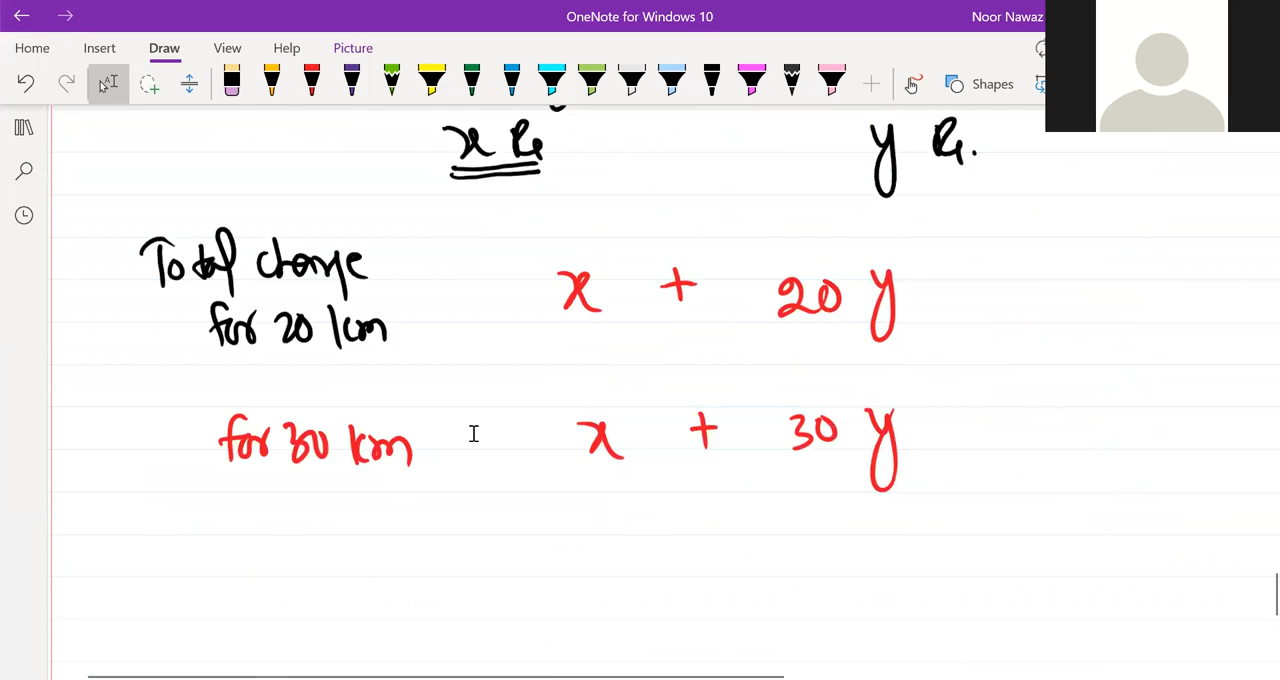 OneNote for Windows 10
Noor Nawaz
Home Insert Draw View Help Picture
Shapes
x Rs
y Rs.
Total charge
for 20 km
x + 20 y
for 30 km x + 30 y